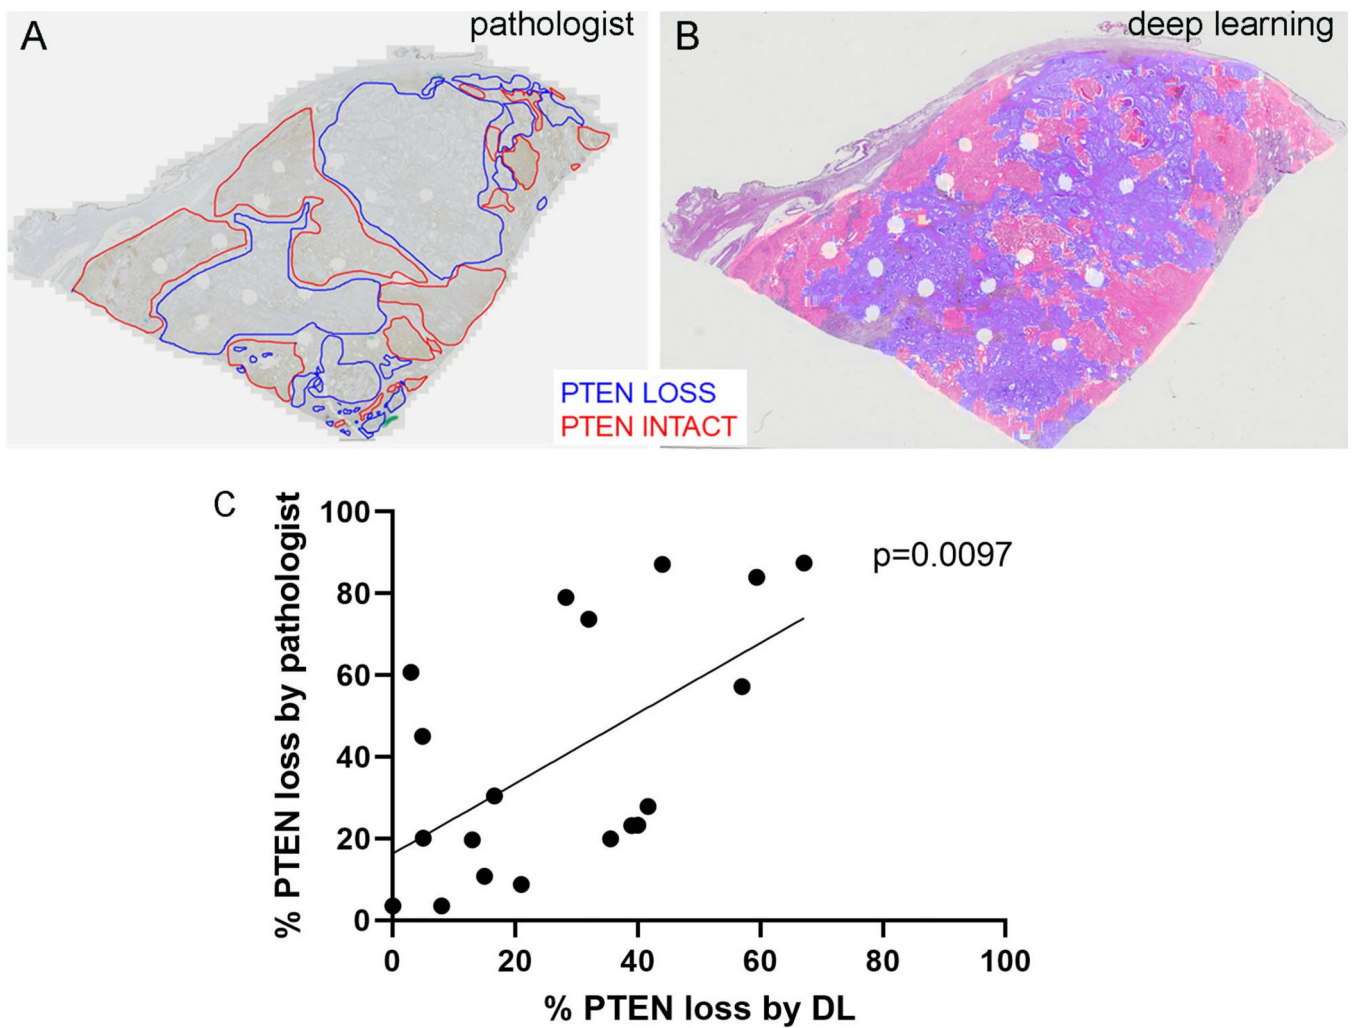 A
pathologist
B
deep learning
PTEN LOSS
PTEN INTACT
C
% PTEN loss by pathologist
100
80
60
40
20
0
p=0.0097
0 20 40 60 80 100
% PTEN loss by DL